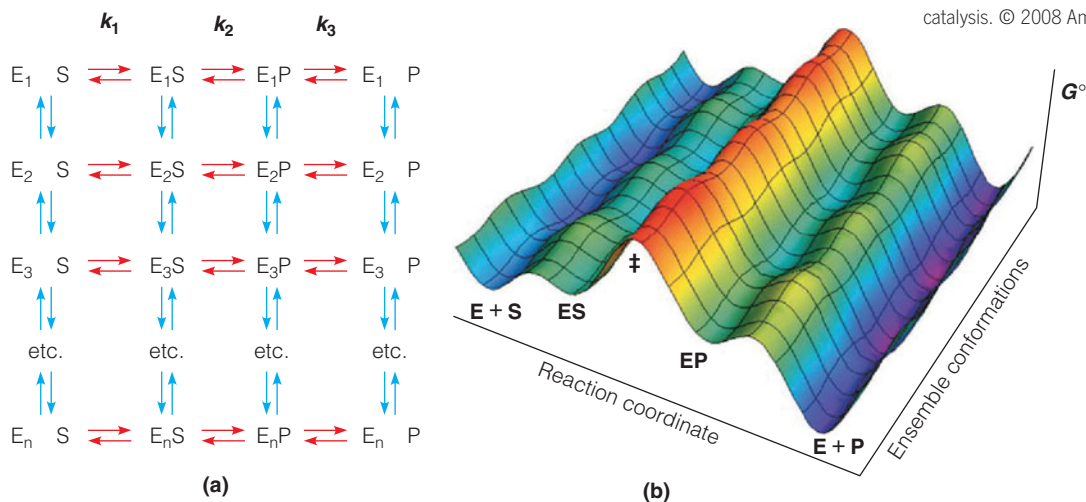 catalysis. © 2008 Am
k₁ k₂ k₃
E₁ S E₁S E₁P E₁ P
E₂ S E₂S E₂P E₂ P
E₃ S E₃S E₃P E₃ P
etc. etc. etc. etc.
Eₙ S EₙS EₙP Eₙ P
(a)
G°
‡
E + S
ES
EP
E + P
Reaction coordinate
Ensemble conformations
(b)